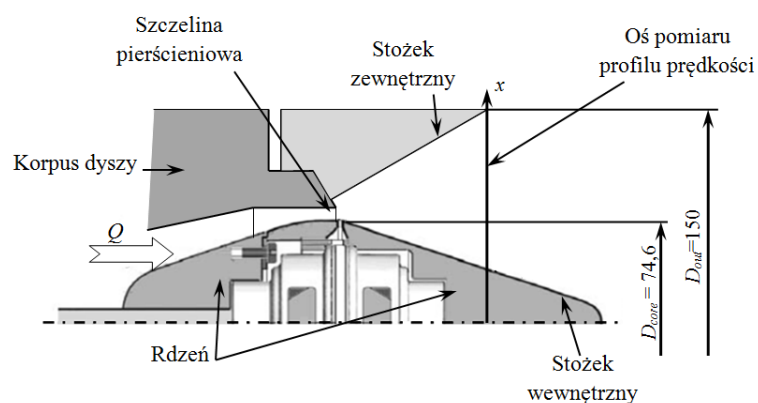 Szczelina
pierścieniowa
Stożek
zewnętrzny
Oś pomiaru
profilu prędkości
x
Korpus dyszy
Q
D_core = 74,6
D_out=150
Rdzeń
Stożek
wewnętrzny